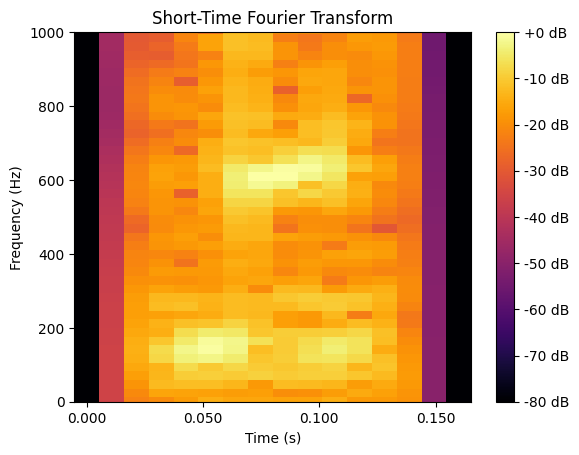 Short-Time Fourier Transform
1000
800
600
400
200
0
Frequency (Hz)
0.000
0.050
0.100
0.150
Time (s)
+0 dB
-10 dB
-20 dB
-30 dB
-40 dB
-50 dB
-60 dB
-70 dB
-80 dB